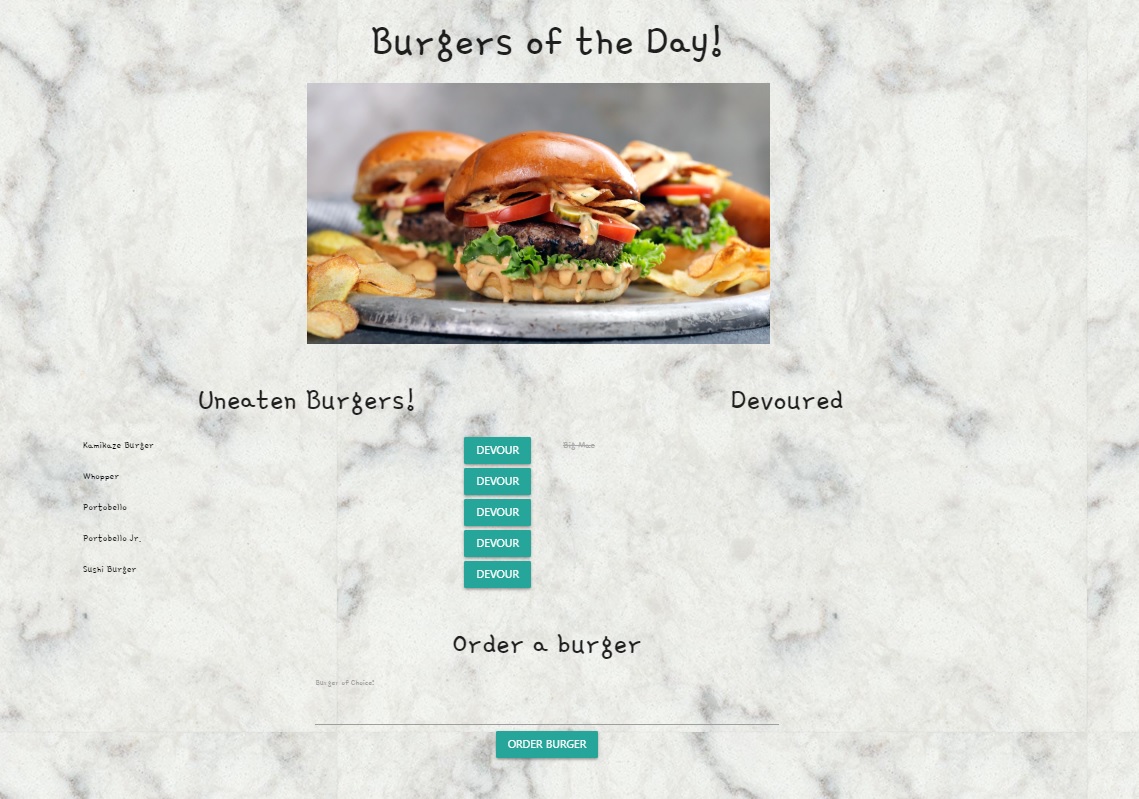 Burgers of the Day!
Uneaten Burgers!
Devoured
Kamikaze Burger
DEVOUR
Big Mac
Whopper
DEVOUR
Portobello
DEVOUR
Portobello Jr.
DEVOUR
Sushi Burger
DEVOUR
Order a burger
Burger of Choice?
ORDER BURGER